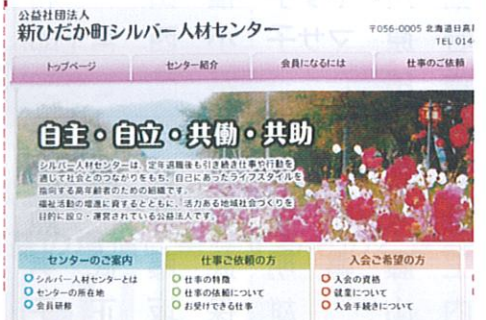 公益社団法人
新ひだか町シルバー人材センター
〒056-0005 北海道日高
TEL 014
トップページ
センター紹介
会員になるには
仕事のご依頼
自主・自立・共働・共助
シルバー人材センターは、定年退職後も引き続き仕事や行動を
通じて社会とのつながりをもち、自己にあったライフスタイルを
指向する高年齢者のための組織です。
福祉活動の増進に資するとともに、活力ある地域社会づくりを
目的に設立・運営されている公益法人です。
センターのご案内
シルバー人材センターとは
センターの所在地
会員研修
仕事ご依頼の方
仕事の特徴
仕事の依頼について
お受けできる仕事
入会ご希望の方
入会の資格
就業について
入会手続きについて